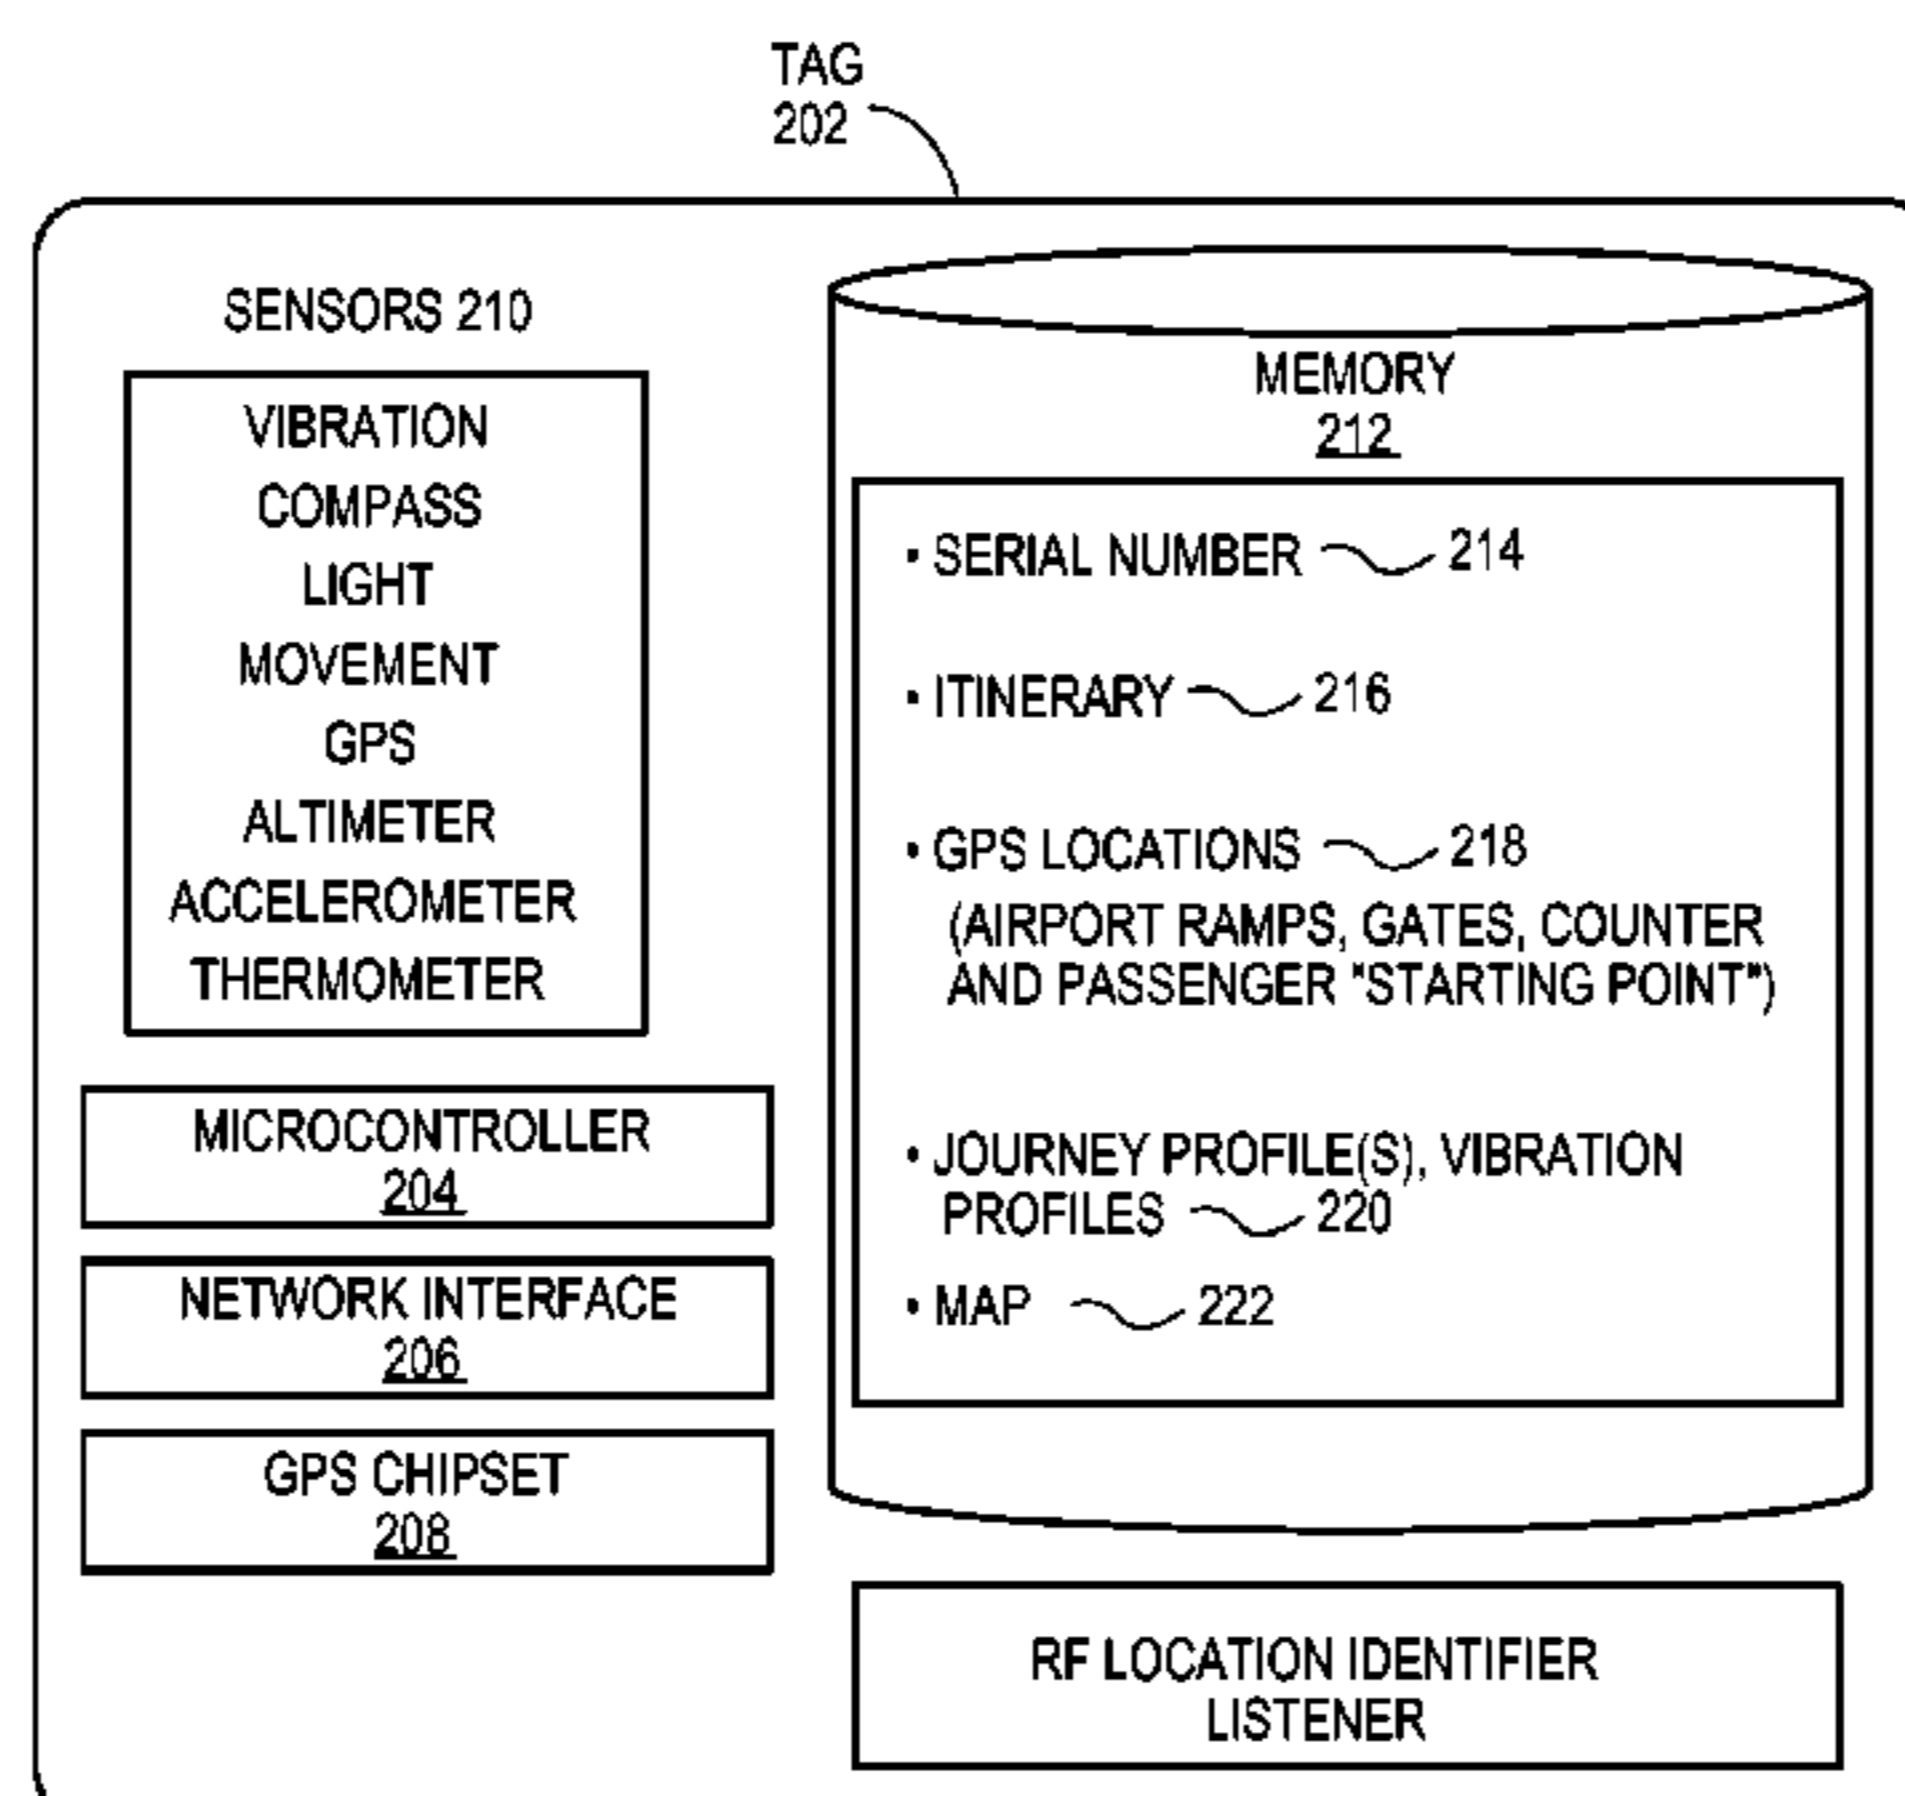 TAG
202
SENSORS 210
VIBRATION
COMPASS
LIGHT
MOVEMENT
GPS
ALTIMETER
ACCELEROMETER
THERMOMETER
MICROCONTROLLER
204
NETWORK INTERFACE
206
GPS CHIPSET
208
MEMORY
212
• SERIAL NUMBER 214
• ITINERARY 216
• GPS LOCATIONS 218
(AIRPORT RAMPS, GATES, COUNTER
AND PASSENGER "STARTING POINT")
• JOURNEY PROFILE(S), VIBRATION
PROFILES 220
• MAP 222
RF LOCATION IDENTIFIER
LISTENER